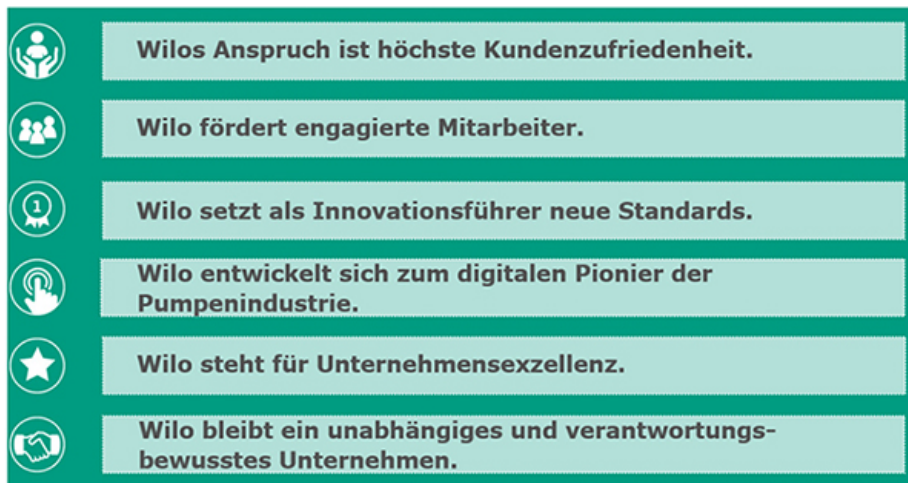 Wilos Anspruch ist höchste Kundenzufriedenheit.
Wilo fördert engagierte Mitarbeiter.
1
Wilo setzt als Innovationsführer neue Standards.
Wilo entwickelt sich zum digitalen Pionier der
Pumpenindustrie.
Wilo steht für Unternehmensexzellenz.
Wilo bleibt ein unabhängiges und verantwortungs-
bewusstes Unternehmen.